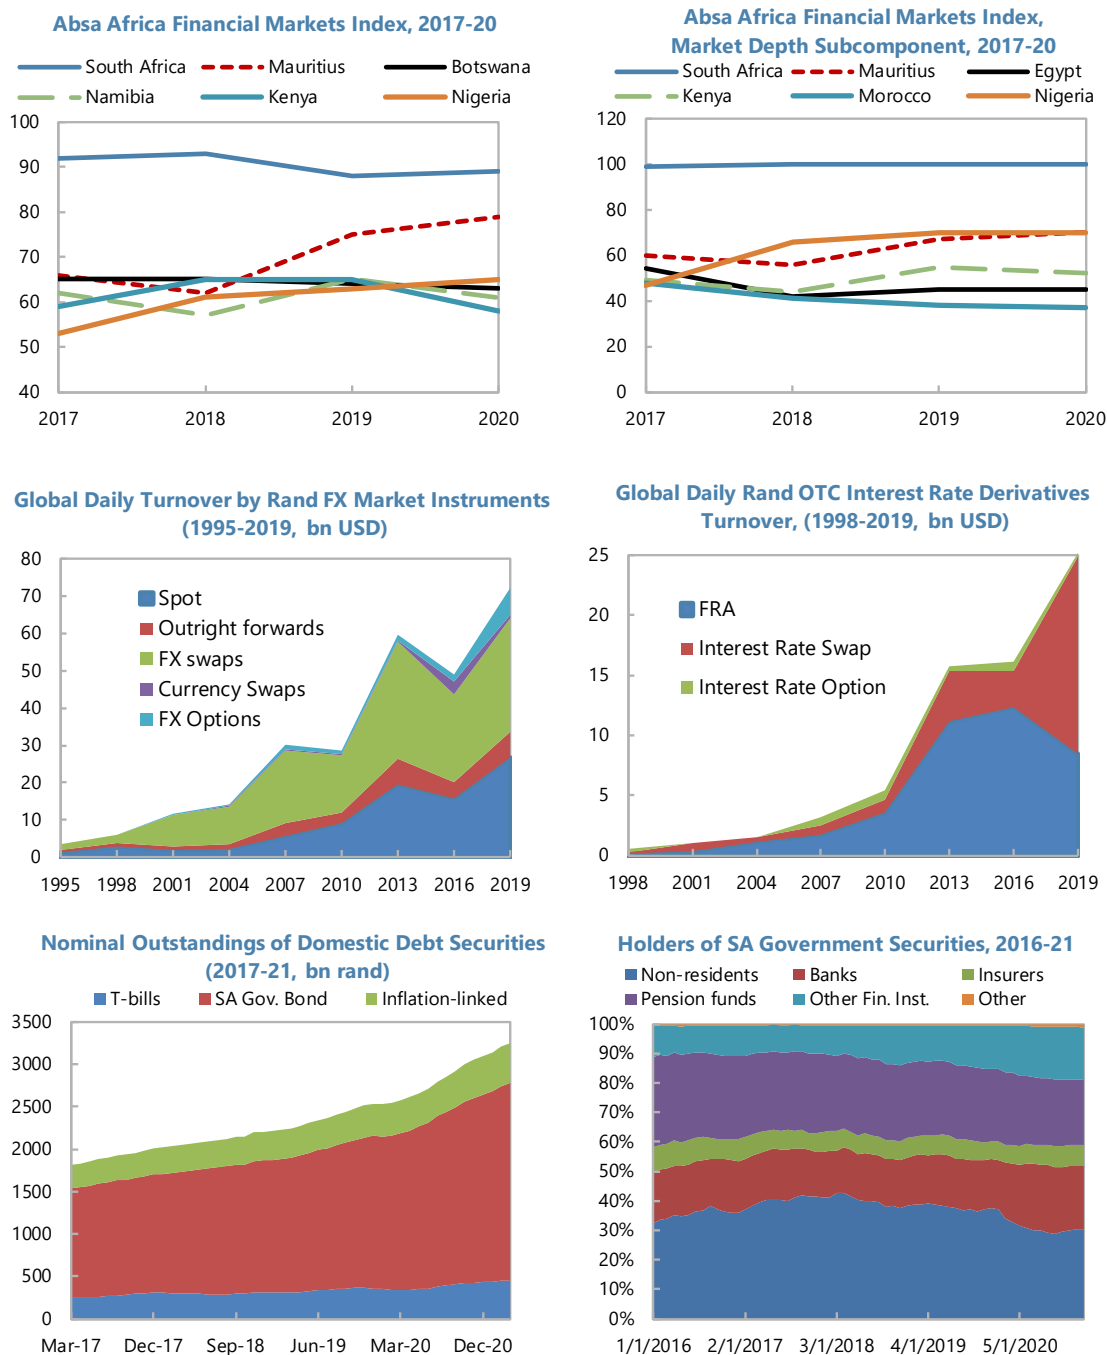 Absa Africa Financial Markets Index, 2017-20
South Africa Mauritius Botswana
Namibia Kenya Nigeria
100
90
80
70
60
50
40
2017 2018 2019 2020
Absa Africa Financial Markets Index,
Market Depth Subcomponent, 2017-20
South Africa Mauritius Egypt
Kenya Morocco Nigeria
120
100
80
60
40
20
0
2017 2018 2019 2020
Global Daily Turnover by Rand FX Market Instruments
(1995-2019, bn USD)
80
70
60
50
40
30
20
10
0
Spot
Outright forwards
FX swaps
Currency Swaps
FX Options
1995 1998 2001 2004 2007 2010 2013 2016 2019
Global Daily Rand OTC Interest Rate Derivatives
Turnover, (1998-2019, bn USD)
25
20
15
10
5
0
FRA
Interest Rate Swap
Interest Rate Option
1998 2001 2004 2007 2010 2013 2016 2019
Nominal Outstandings of Domestic Debt Securities
(2017-21, bn rand)
T-bills SA Gov. Bond Inflation-linked
3500
3000
2500
2000
1500
1000
500
0
Mar-17 Dec-17 Sep-18 Jun-19 Mar-20 Dec-20
Holders of SA Government Securities, 2016-21
Non-residents Banks Insurers
Pension funds Other Fin. Inst. Other
100%
90%
80%
70%
60%
50%
40%
30%
20%
10%
0%
1/1/2016 2/1/2017 3/1/2018 4/1/2019 5/1/2020